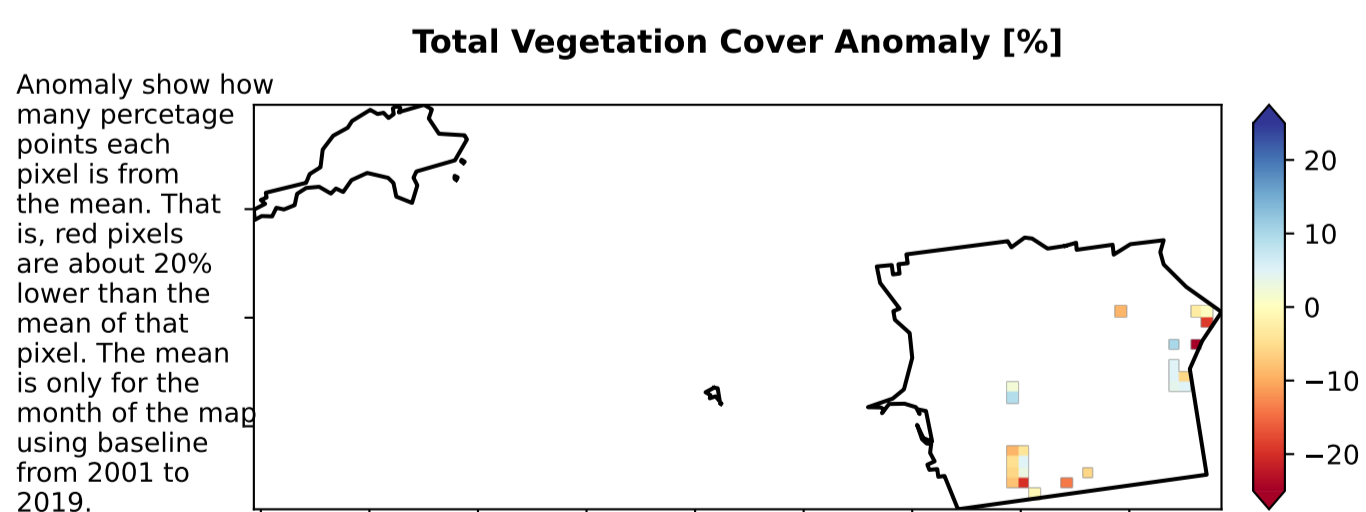 Total Vegetation Cover Anomaly [%]
Anomaly show how
many percetage
points each
pixel is from
the mean. That
is, red pixels
are about 20%
lower than the
mean of that
pixel. The mean
is only for the
month of the map
using baseline
from 2001 to
2019.
20
10
0
−10
−20